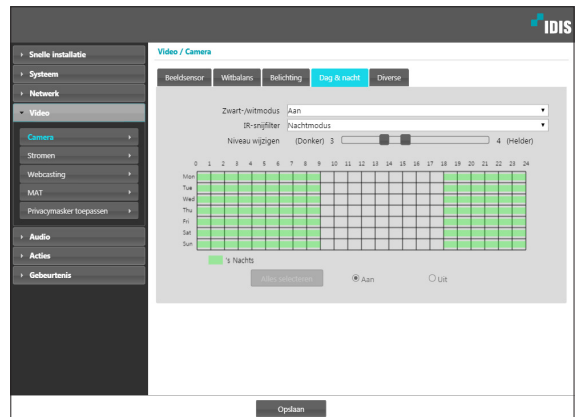 IDIS
Snelle installatie
Systeem
Netwerk
Video
Camera
Stromen
Webcasting
MAT
Privacymasker toepassen
Audio
Acties
Gebeurtenis
Video / Camera
Beeldsensor Witbalans Belichting Dag & nacht Diverse
Zwart-/witmodus Aan
IR-snijfilter Nachtmodus
Niveau wijzigen (Donker) 3 4 (Helder)
0 1 2 3 4 5 6 7 8 9 10 11 12 13 14 15 16 17 18 19 20 21 22 23 24
Mon
Tue
Wed
Thu
Fri
Sat
Sun
's Nachts
Alles selecteren Aan Uit
Opslaan